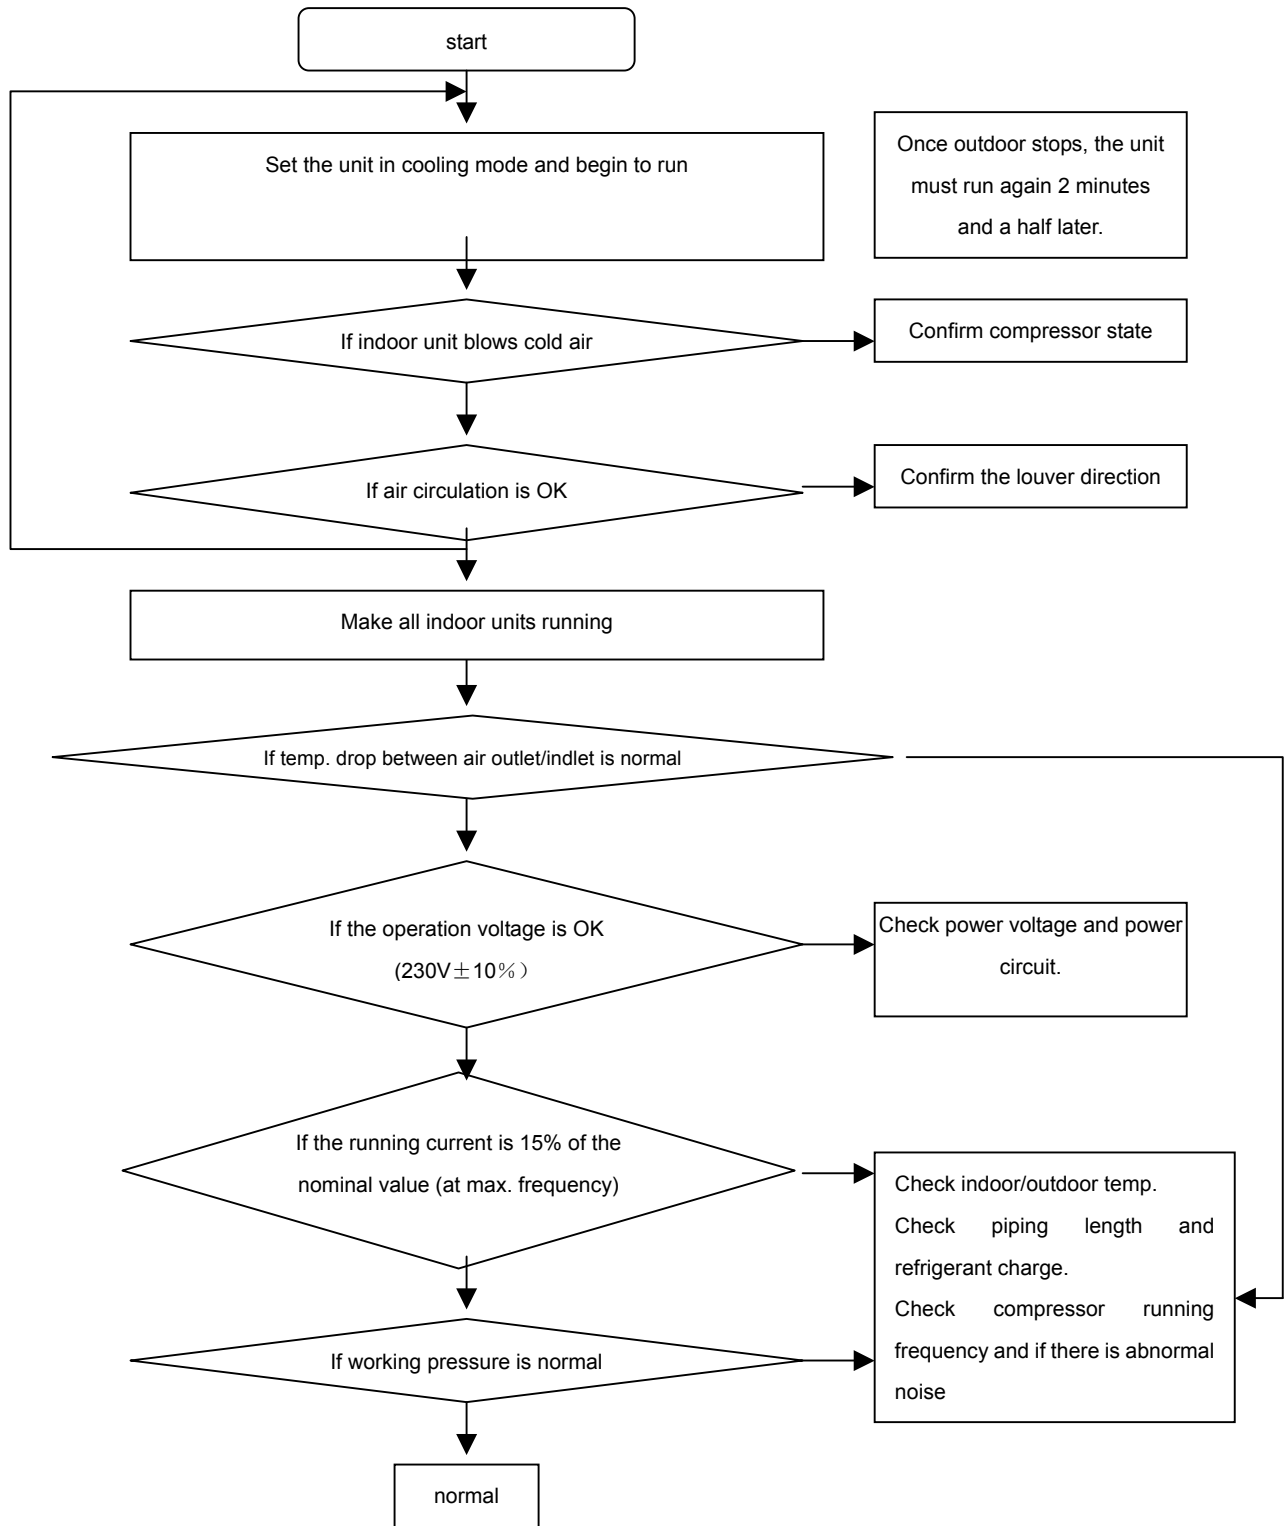 start
Set the unit in cooling mode and begin to run
Once outdoor stops, the unit
must run again 2 minutes
and a half later.
If indoor unit blows cold air
Confirm compressor state
If air circulation is OK
Confirm the louver direction
Make all indoor units running
If temp. drop between air outlet/indlet is normal
If the operation voltage is OK
(230V±10％）
Check power voltage and power
circuit.
If the running current is 15% of the
nominal value (at max. frequency)
Check indoor/outdoor temp.
Check piping length and
refrigerant charge.
Check compressor running
frequency and if there is abnormal
noise
If working pressure is normal
normal